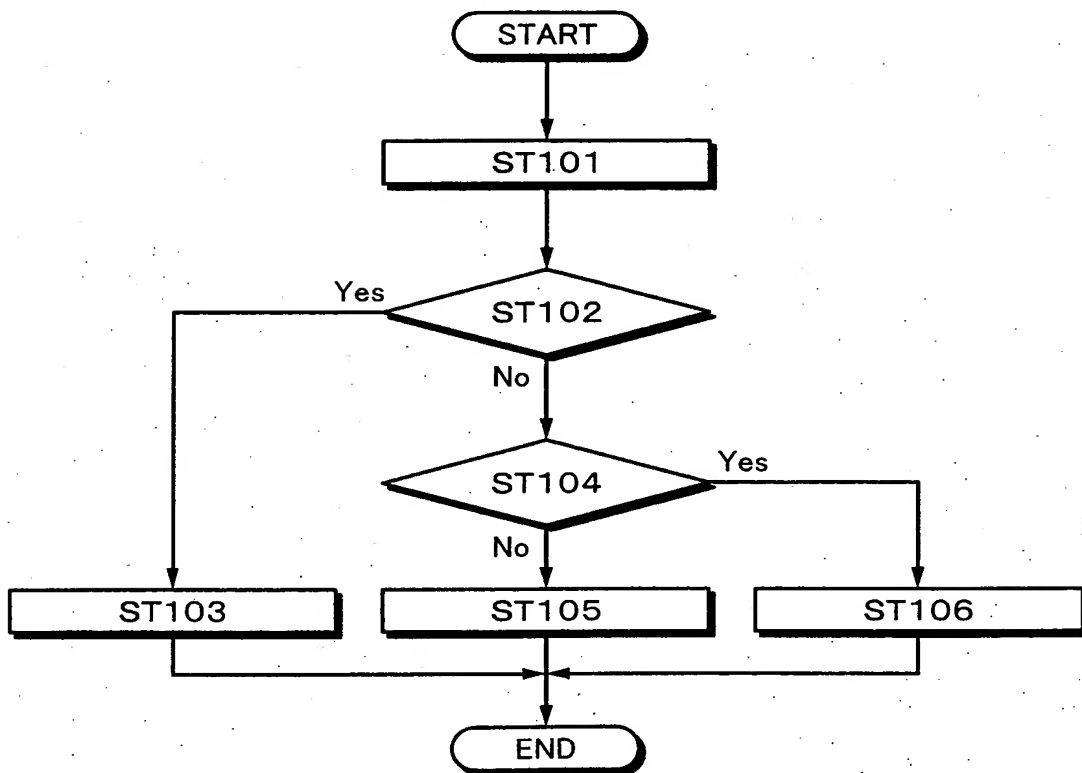 START
ST101
Yes
ST102
No
Yes
ST104
No
ST103
ST105
ST106
END